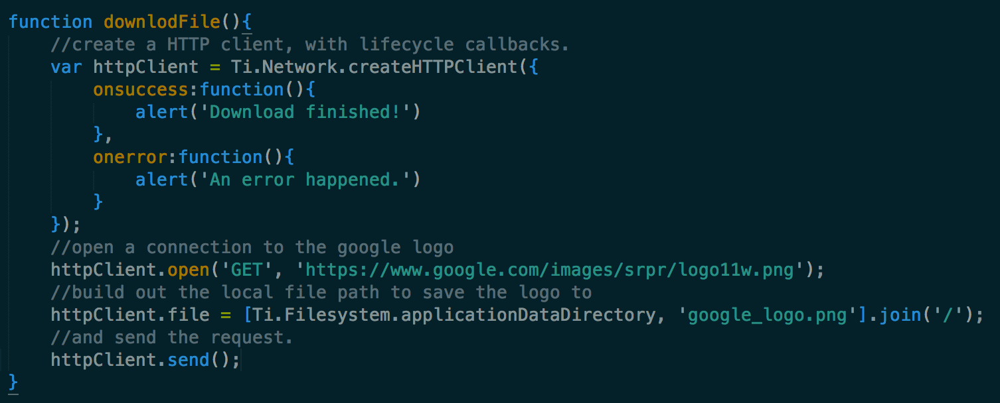 function downlodFile(){
    //create a HTTP client, with lifecycle callbacks.
    var httpClient = Ti.Network.createHTTPClient({
        onsuccess:function(){
            alert('Download finished!')
        },
        onerror:function(){
            alert('An error happened.')
        }
    });
    //open a connection to the google logo
    httpClient.open('GET', 'https://www.google.com/images/srpr/logo11w.png');
    //build out the local file path to save the logo to
    httpClient.file = [Ti.Filesystem.applicationDataDirectory, 'google_logo.png'].join('/');
    //and send the request.
    httpClient.send();
}